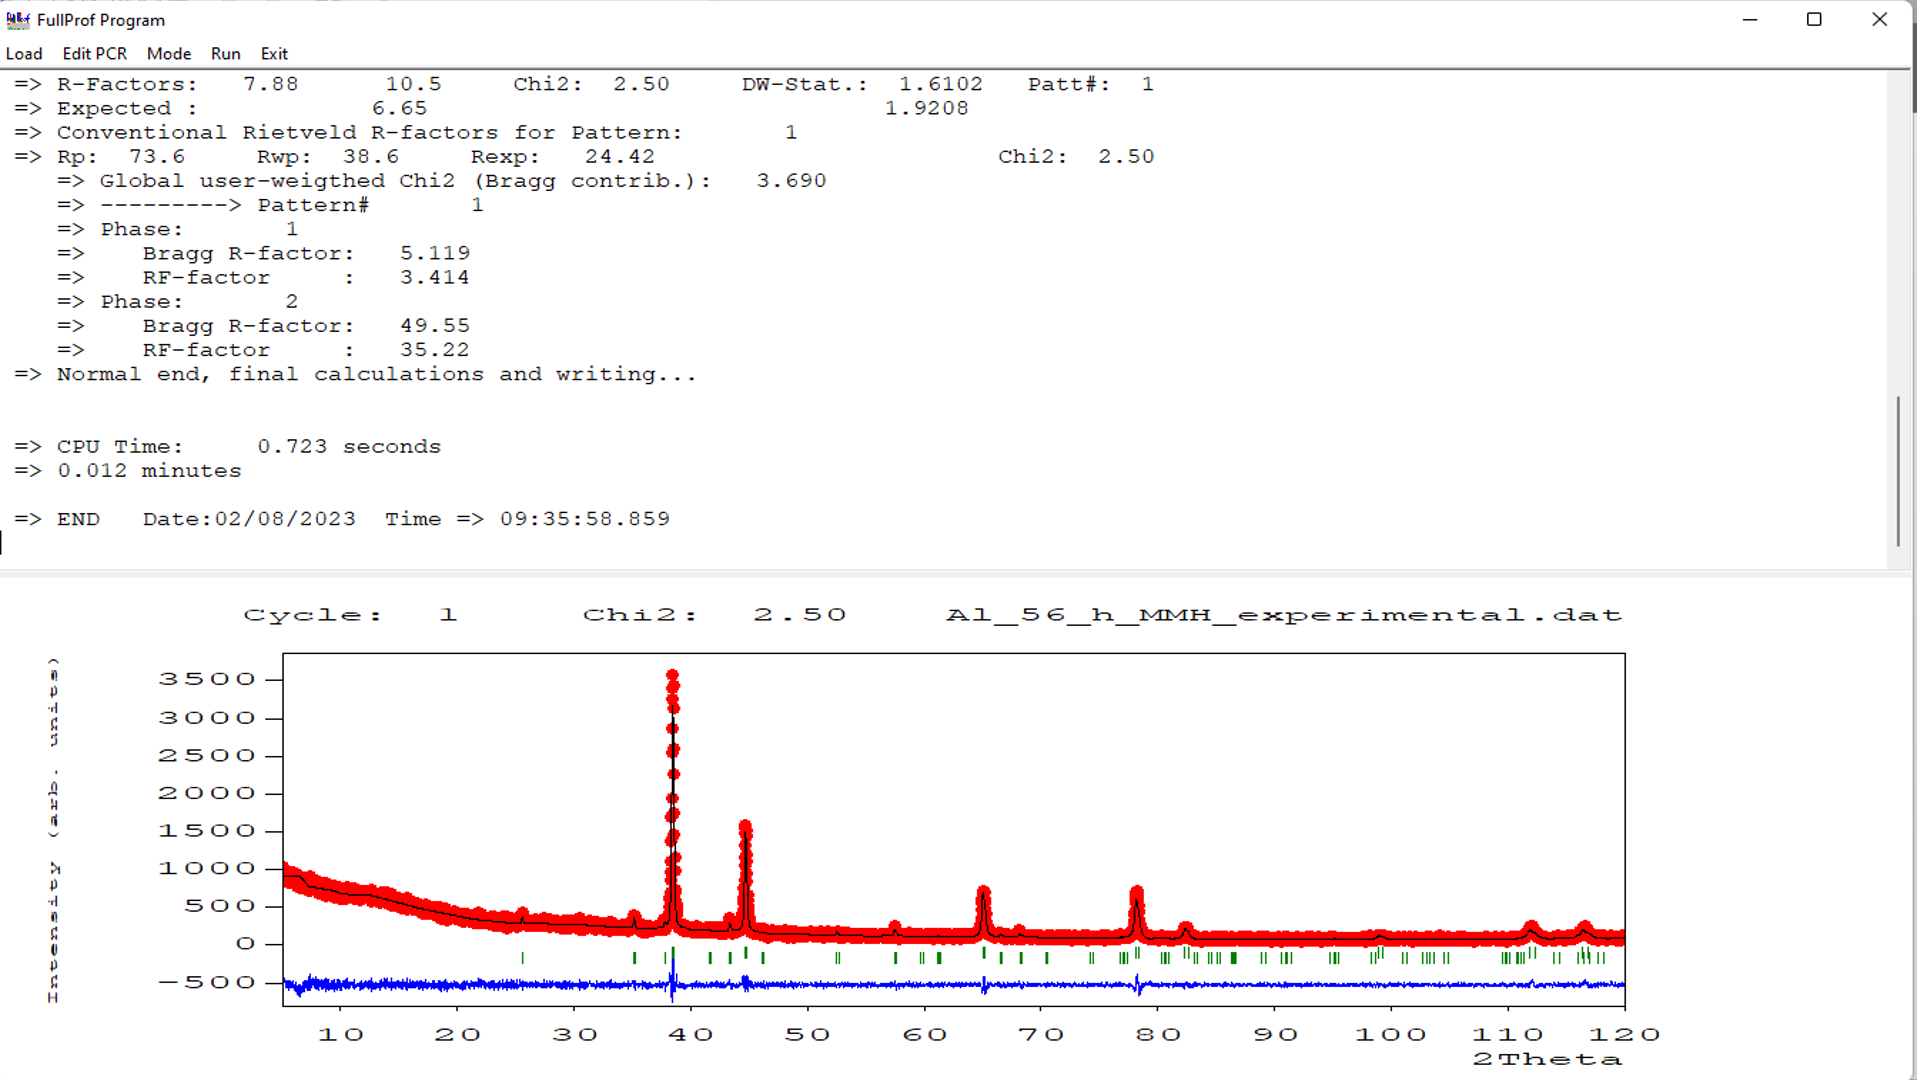 FullProf Program
Load Edit PCR Mode Run Exit
=> R-Factors: 7.88 10.5 Chi2: 2.50 DW-Stat.: 1.6102 Patt#: 1
=> Expected : 6.65 1.9208
=> Conventional Rietveld R-factors for Pattern: 1
=> Rp: 73.6 Rwp: 38.6 Rexp: 24.42 Chi2: 2.50
=> Global user-weigthed Chi2 (Bragg contrib.): 3.690
=> ---------> Pattern# 1
=> Phase: 1
=> Bragg R-factor: 5.119
=> RF-factor : 3.414
=> Phase: 2
=> Bragg R-factor: 49.55
=> RF-factor : 35.22
=> Normal end, final calculations and writing...
=> CPU Time: 0.723 seconds
=> 0.012 minutes
=> END Date:02/08/2023 Time => 09:35:58.859
Cycle: 1 Chi2: 2.50 Al_56_h_MMH_experimental.dat
Intensity (arb. units)
3500
3000
2500
2000
1500
1000
500
0
-500
10 20 30 40 50 60 70 80 90 100 110 120
2Theta